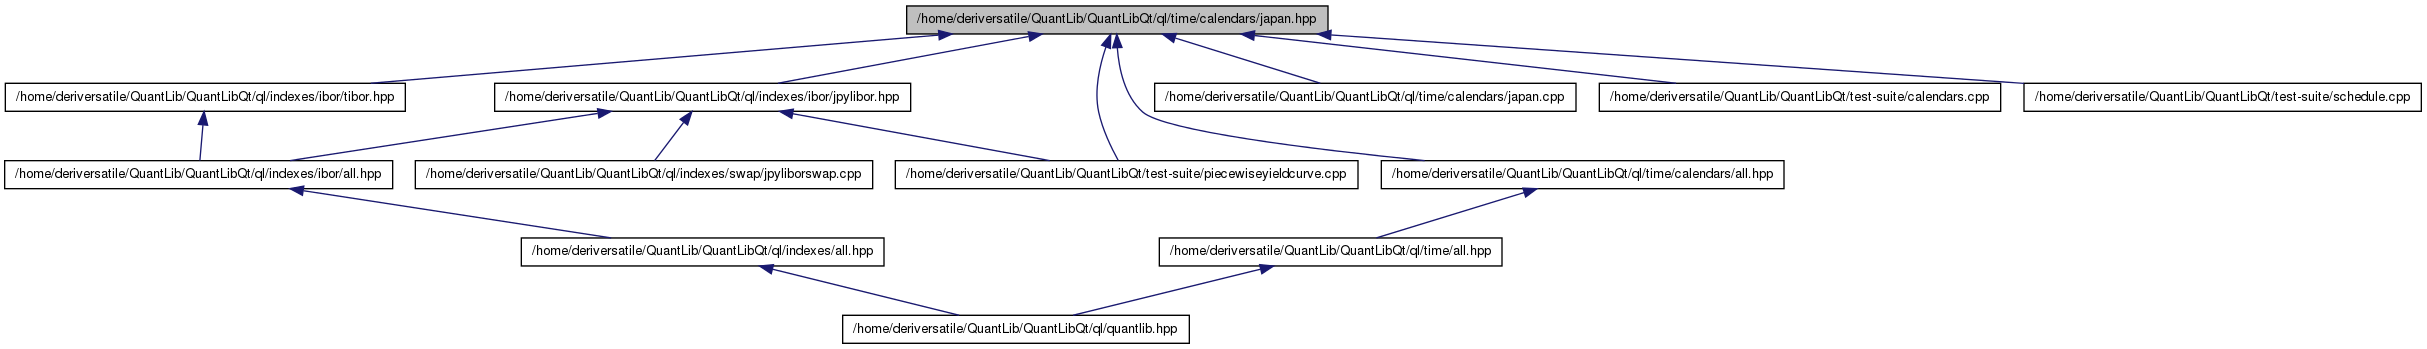 /home/deriversatile/QuantLib/QuantLibQt/ql/time/calendars/japan.hpp
/home/deriversatile/QuantLib/QuantLibQt/ql/indexes/ibor/tibor.hpp
/home/deriversatile/QuantLib/QuantLibQt/ql/indexes/ibor/jpylibor.hpp
/home/deriversatile/QuantLib/QuantLibQt/ql/time/calendars/japan.cpp
/home/deriversatile/QuantLib/QuantLibQt/test-suite/calendars.cpp
/home/deriversatile/QuantLib/QuantLibQt/test-suite/schedule.cpp
/home/deriversatile/QuantLib/QuantLibQt/ql/indexes/ibor/all.hpp
/home/deriversatile/QuantLib/QuantLibQt/ql/indexes/swap/jpyliborswap.cpp
/home/deriversatile/QuantLib/QuantLibQt/test-suite/piecewiseyieldcurve.cpp
/home/deriversatile/QuantLib/QuantLibQt/ql/time/calendars/all.hpp
/home/deriversatile/QuantLib/QuantLibQt/ql/indexes/all.hpp
/home/deriversatile/QuantLib/QuantLibQt/ql/time/all.hpp
/home/deriversatile/QuantLib/QuantLibQt/ql/quantlib.hpp